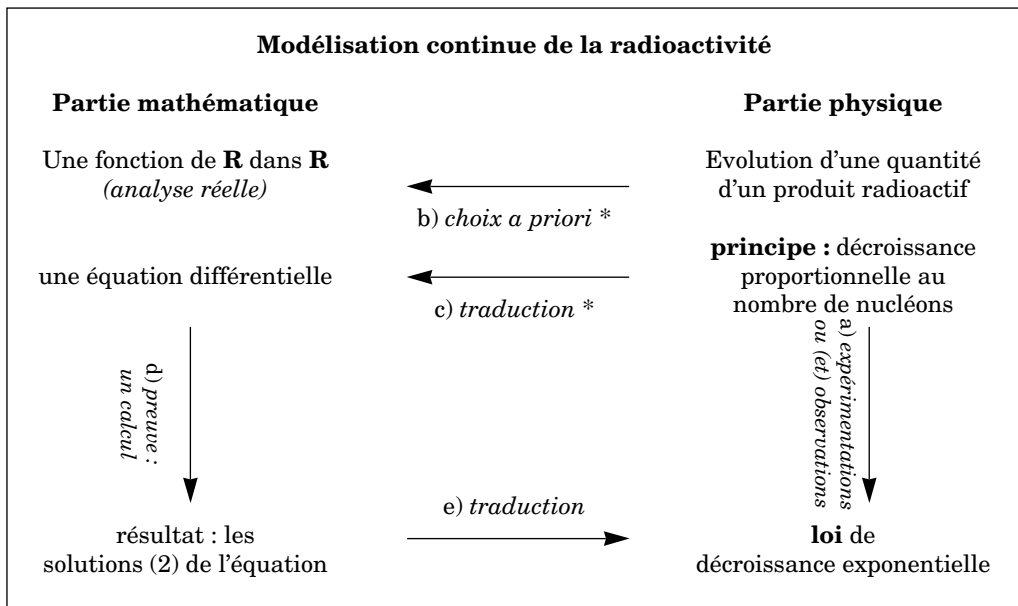 Modélisation continue de la radioactivité
Partie mathématique
Partie physique
Une fonction de R dans R
(analyse réelle)
Evolution d'une quantité
d'un produit radioactif
b) choix a priori *
une équation différentielle
principe : décroissance
proportionnelle au
nombre de nucléons
c) traduction *
d) preuve :
un calcul
a) expérimentations
ou (et) observations
e) traduction
résultat : les
solutions (2) de l'équation
loi de
décroissance exponentielle